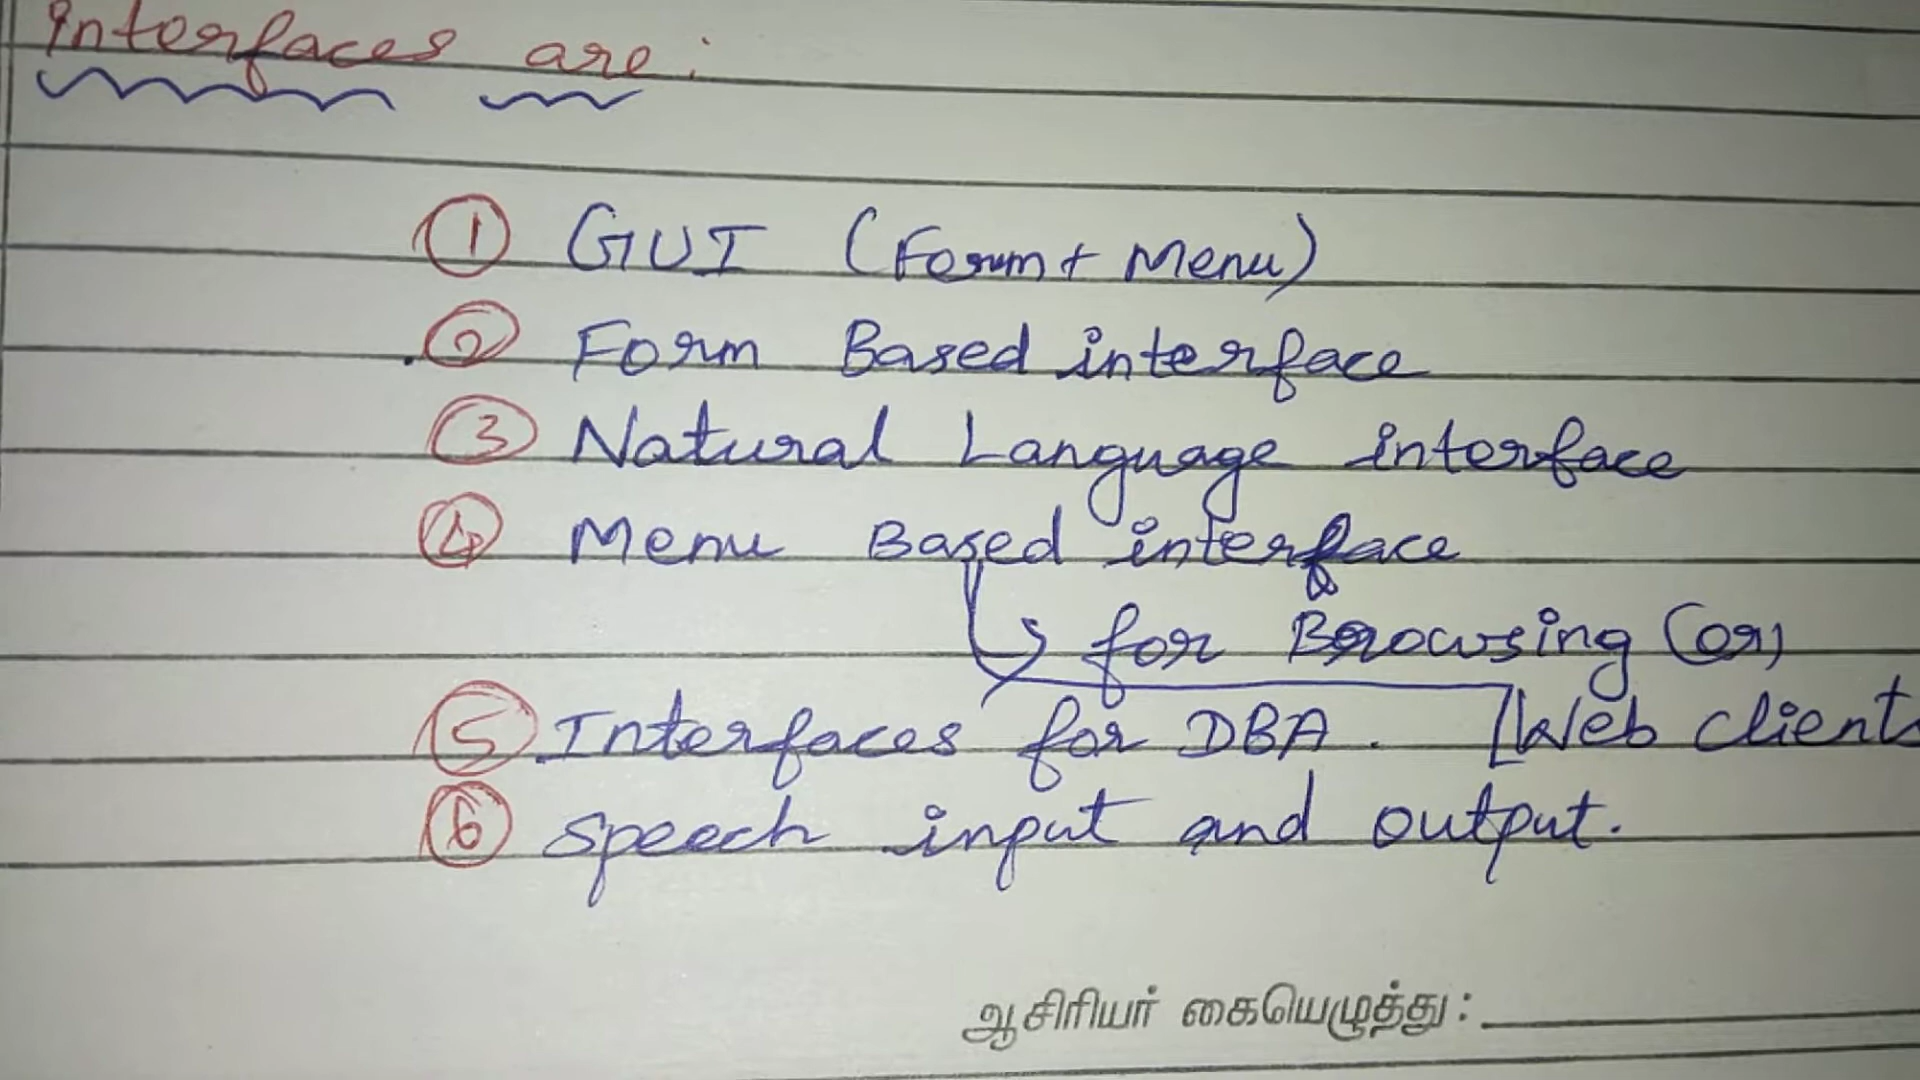 Interfaces are:
① GUI (Form + Menu)
② Form Based interface
③ Natural Language interface
④ Menu Based interface
for Browsing (or)
⑤ Interfaces for DBA. [Web clients
⑥ Speech input and output.
ஆசிரியர் கையெழுத்து: